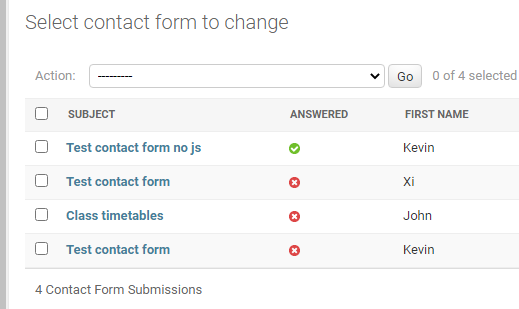 Select contact form to change
Action: --------- Go 0 of 4 selected
SUBJECT ANSWERED FIRST NAME
Test contact form no js Kevin
Test contact form Xi
Class timetables John
Test contact form Kevin
4 Contact Form Submissions